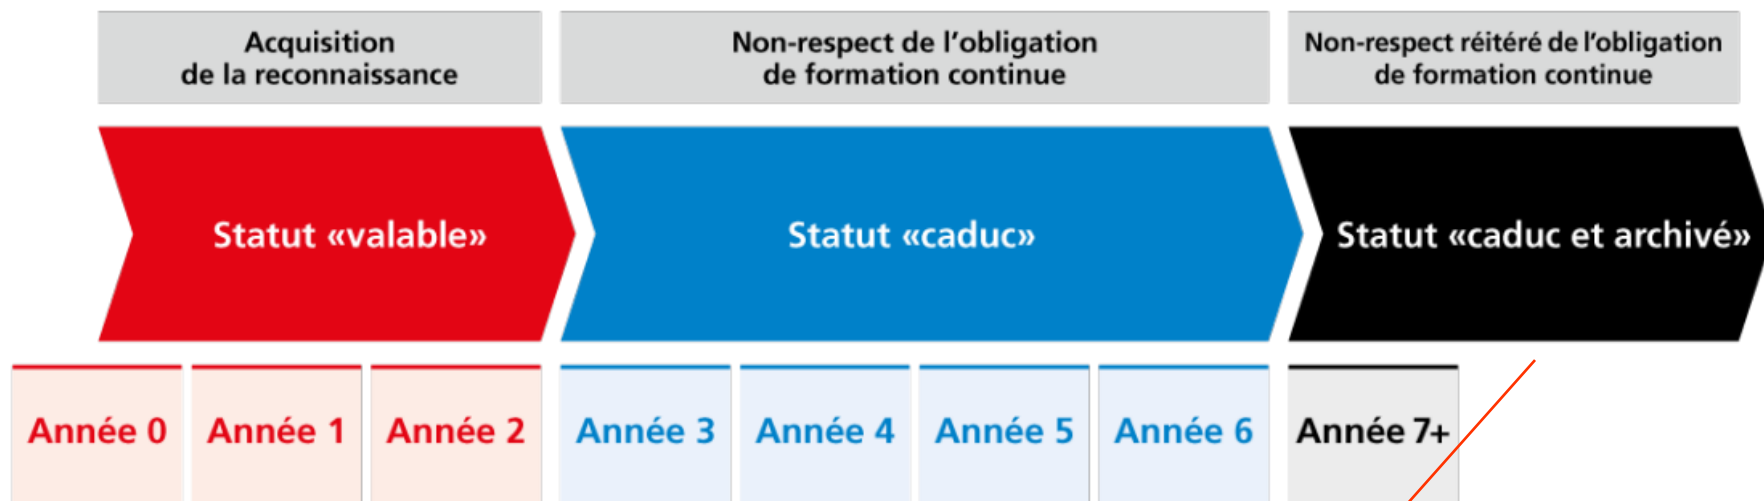 Acquisition
de la reconnaissance
Non-respect de l’obligation
de formation continue
Non-respect réitéré de l’obligation
de formation continue
Statut «valable»
Statut «caduc»
Statut «caduc et archivé»
Année 0
Année 1
Année 2
Année 3
Année 4
Année 5
Année 6
Année 7+